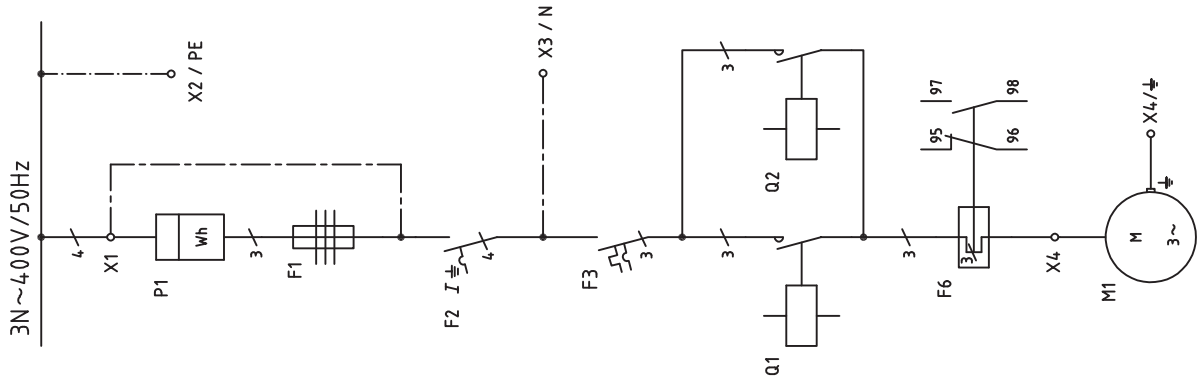 3N~400V/50Hz
X2 / PE
4
X1
P1
Wh
3
F1
F2
I
4
X3 / N
F3
3
3
3
Q2
Q1
3
95
96
97
98
F6
3
X4
X4/⏚
M1
M
3~